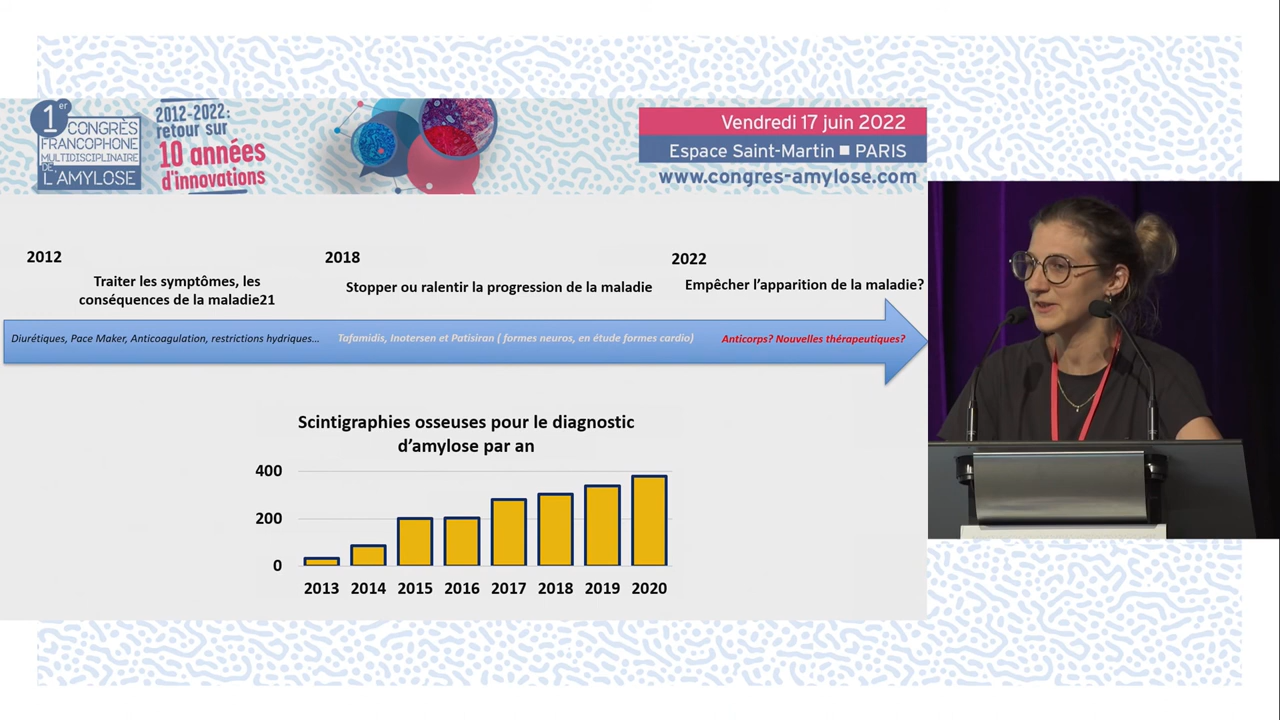 1er
CONGRÈS
FRANCOPHONE
MULTIDISCIPLINAIRE
DE
L'AMYLOSE
2012-2022:
retour sur
10 années
d'innovations
Vendredi 17 juin 2022
Espace Saint-Martin ■ PARIS
www.congres-amylose.com
2012
Traiter les symptômes, les
conséquences de la maladie21
2018
Stopper ou ralentir la progression de la maladie
2022
Empêcher l'apparition de la maladie?
Diurétiques, Pace Maker, Anticoagulation, restrictions hydriques...
Tafamidis, Inotersen et Patisiran ( formes neuros, en étude formes cardio)
Anticorps? Nouvelles thérapeutiques?
Scintigraphies osseuses pour le diagnostic
d'amylose par an
400
200
0
2013 2014 2015 2016 2017 2018 2019 2020